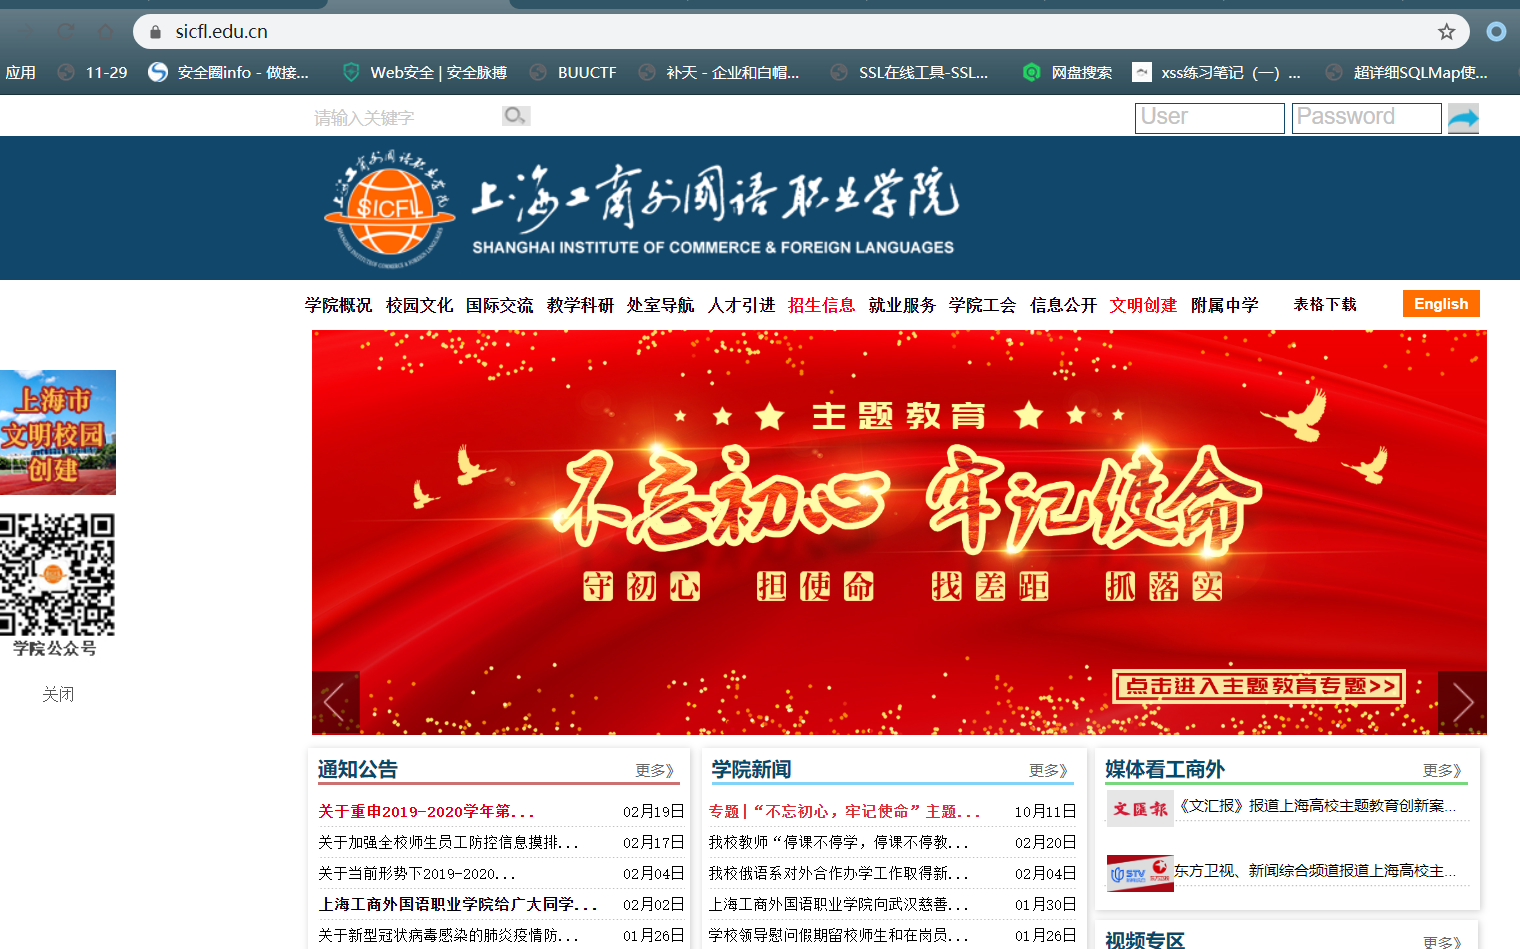 sicfl.edu.cn
应用 11-29 安全圈info - 做接... Web安全 | 安全脉搏 BUUCTF 补天 - 企业和白帽... SSL在线工具-SSL... 网盘搜索 xss练习笔记（一）... 超详细SQLMap使...
请输入关键字 User Password
SICFL 上海工商外国语职业学院
SHANGHAI INSTITUTE OF COMMERCE & FOREIGN LANGUAGES
学院概况 校园文化 国际交流 教学科研 处室导航 人才引进 招生信息 就业服务 学院工会 信息公开 文明创建 附属中学 表格下载 English
上海市
文明校园
创建
学院公众号
关闭
主题教育
不忘初心 牢记使命
守初心 担使命 找差距 抓落实
点击进入主题教育专题>>
通知公告 更多》
关于重申2019-2020学年第... 02月19日
关于加强全校师生员工防控信息摸排... 02月17日
关于当前形势下2019-2020... 02月04日
上海工商外国语职业学院给广大同学... 02月02日
关于新型冠状病毒感染的肺炎疫情防... 01月26日
学院新闻 更多》
专题|“不忘初心，牢记使命”主题... 10月11日
我校教师“停课不停学，停课不停教... 02月20日
我校俄语系对外合作办学工作取得新... 02月04日
上海工商外国语职业学院向武汉慈善... 01月30日
学校领导慰问假期留校师生和在岗员... 01月26日
媒体看工商外 更多》
文匯報 《文汇报》报道上海高校主题教育创新案...
STV 东方卫视、新闻综合频道报道上海高校主...
视频专区 更多》